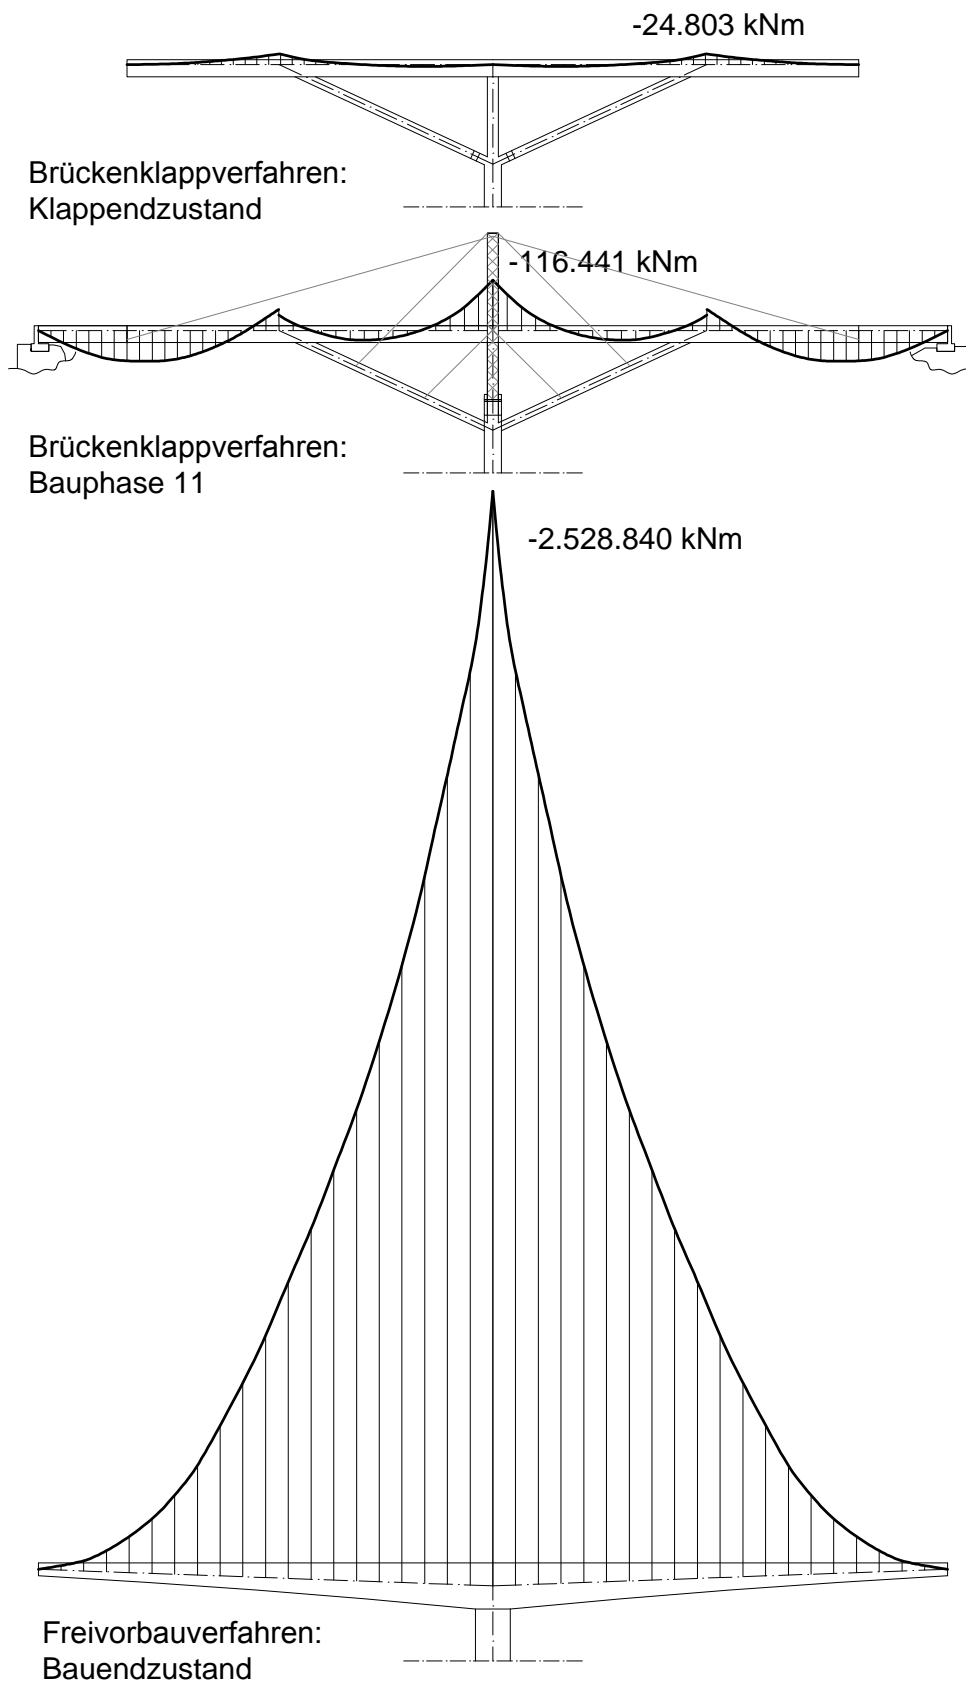 -24.803 kNm
Brückenklappverfahren:
Klappendzustand
-116.441 kNm
Brückenklappverfahren:
Bauphase 11
-2.528.840 kNm
Freivorbauverfahren:
Bauendzustand